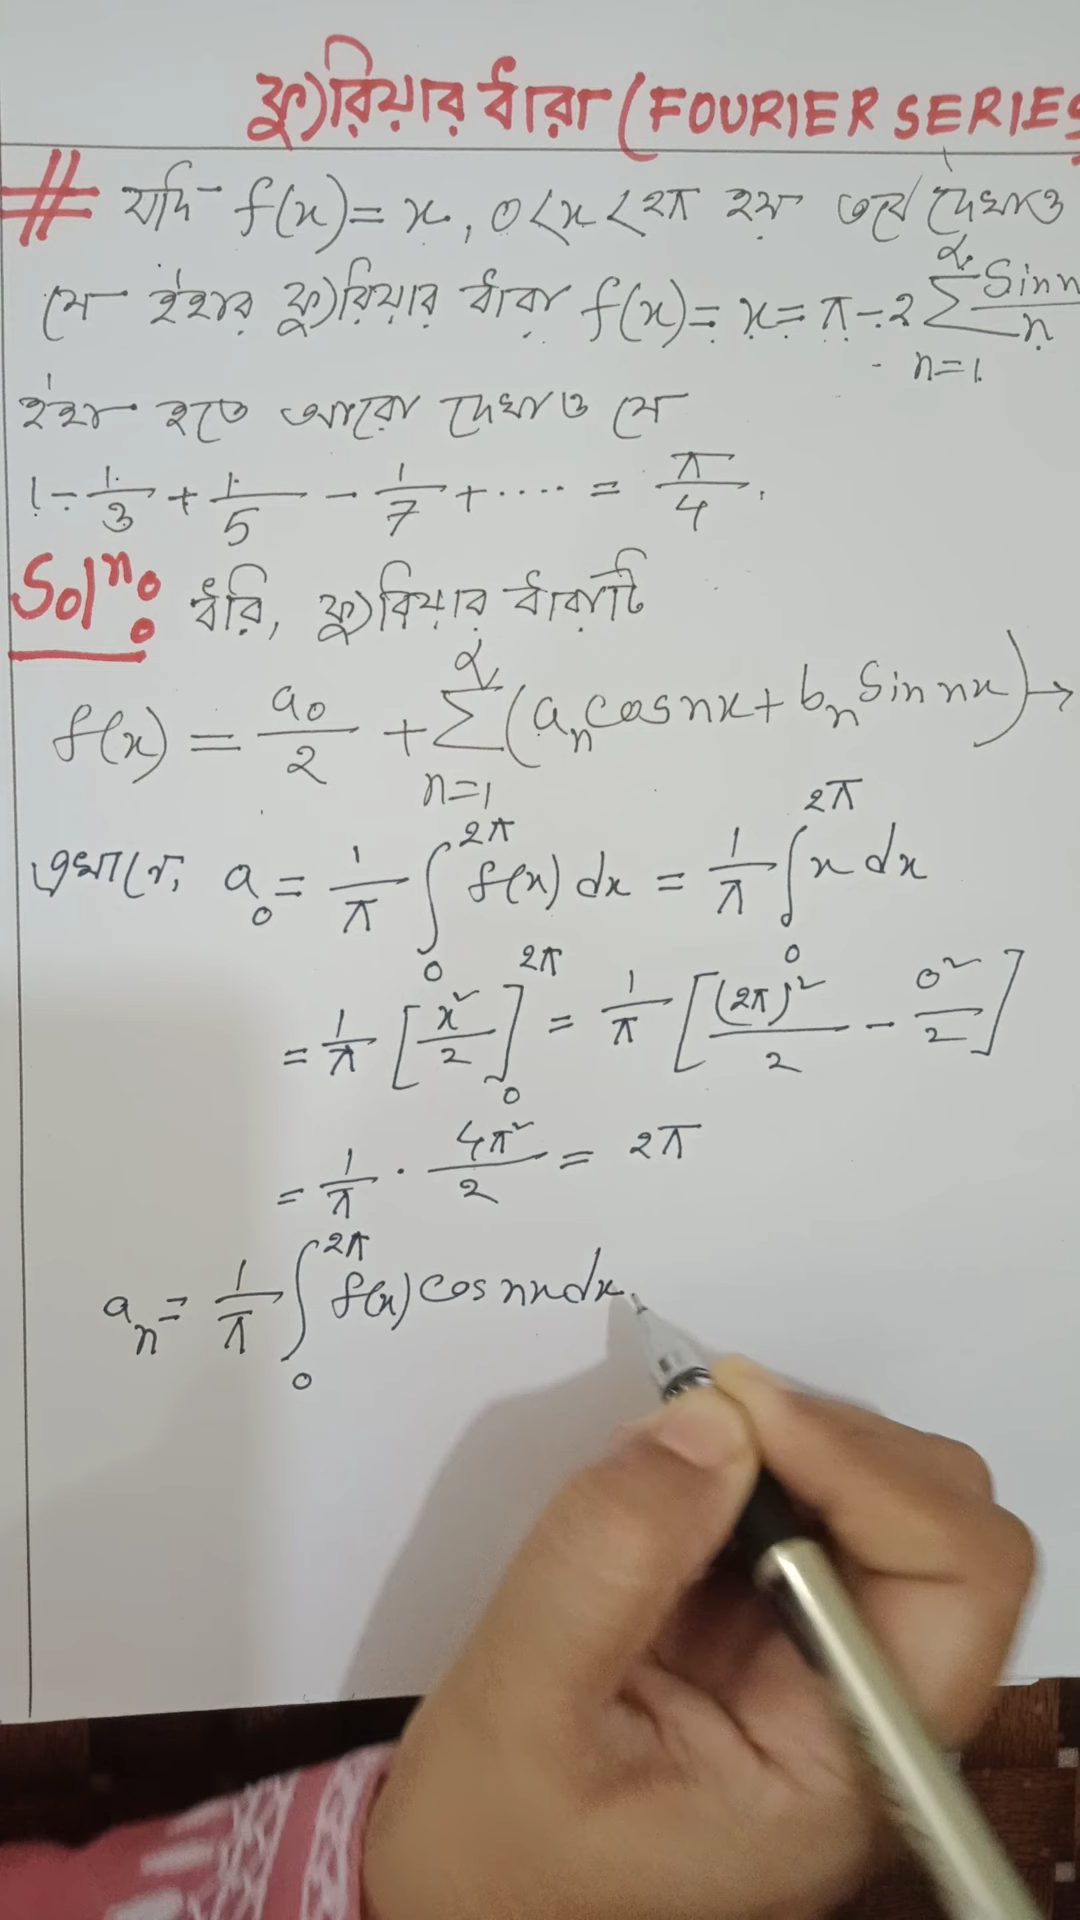 ফুরিয়ার ধারা (FOURIER SERIES
# যদি f(x) = x, 0<x<2π হয় তবে দেখাও
যে ইহার ফুরিয়ার ধারা f(x) = x = π - 2 ∑_{n=1}^{∞} Sin n / n
ইহা হতে আরো দেখাও যে
1 - 1/3 + 1/5 - 1/7 + .... = π/4.
Solⁿ: ধরি, ফুরিয়ার ধারাটি
f(x) = a₀/2 + ∑_{n=1}^{∞} (aₙ cos nx + bₙ Sin nx) →
এখানে, a₀ = 1/π ∫₀^{2π} f(x) dx = 1/π ∫₀^{2π} x dx
= 1/π [x²/2]₀^{2π} = 1/π [(2π)²/2 - 0²/2]
= 1/π · 4π²/2 = 2π
aₙ = 1/π ∫₀^{2π} f(x) cos nx dx